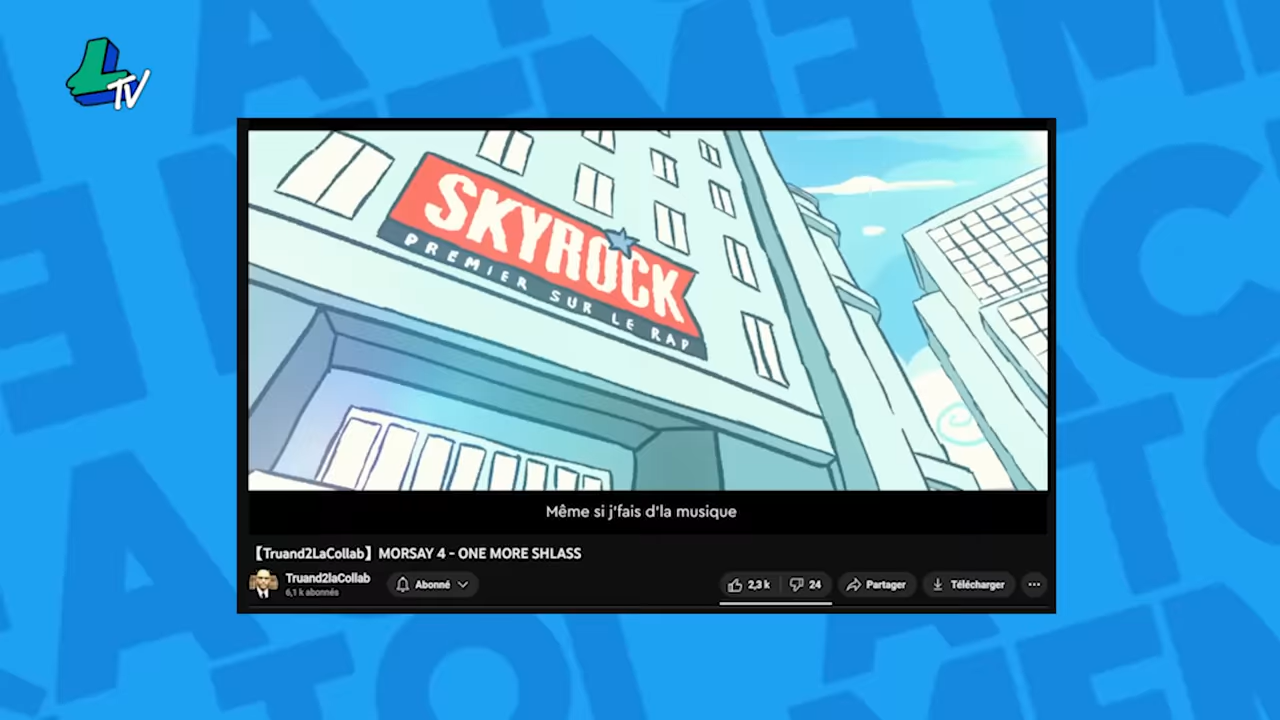 TV
SKYROCK
PREMIER SUR LE RAP
Même si j'fais d'la musique
【Truand2LaCollab】 MORSAY 4 - ONE MORE SHLASS
Truand2laCollab
6,1 k abonnés
Abonné
2,3 k
24
Partager
Télécharger